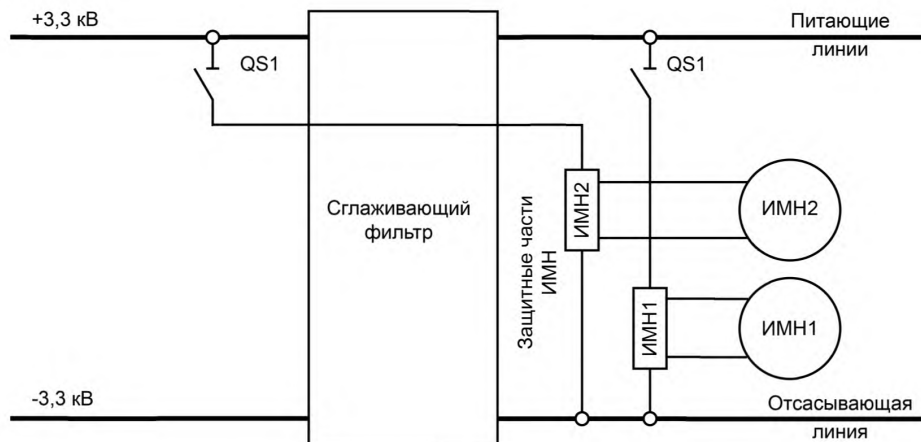 +3,3 кВ
Питающие
линии
QS1
QS1
Сглаживающий
фильтр
Защитные части
ИМН
ИМН2
ИМН2
ИМН1
ИМН1
-3,3 кВ
Отсасывающая
линия